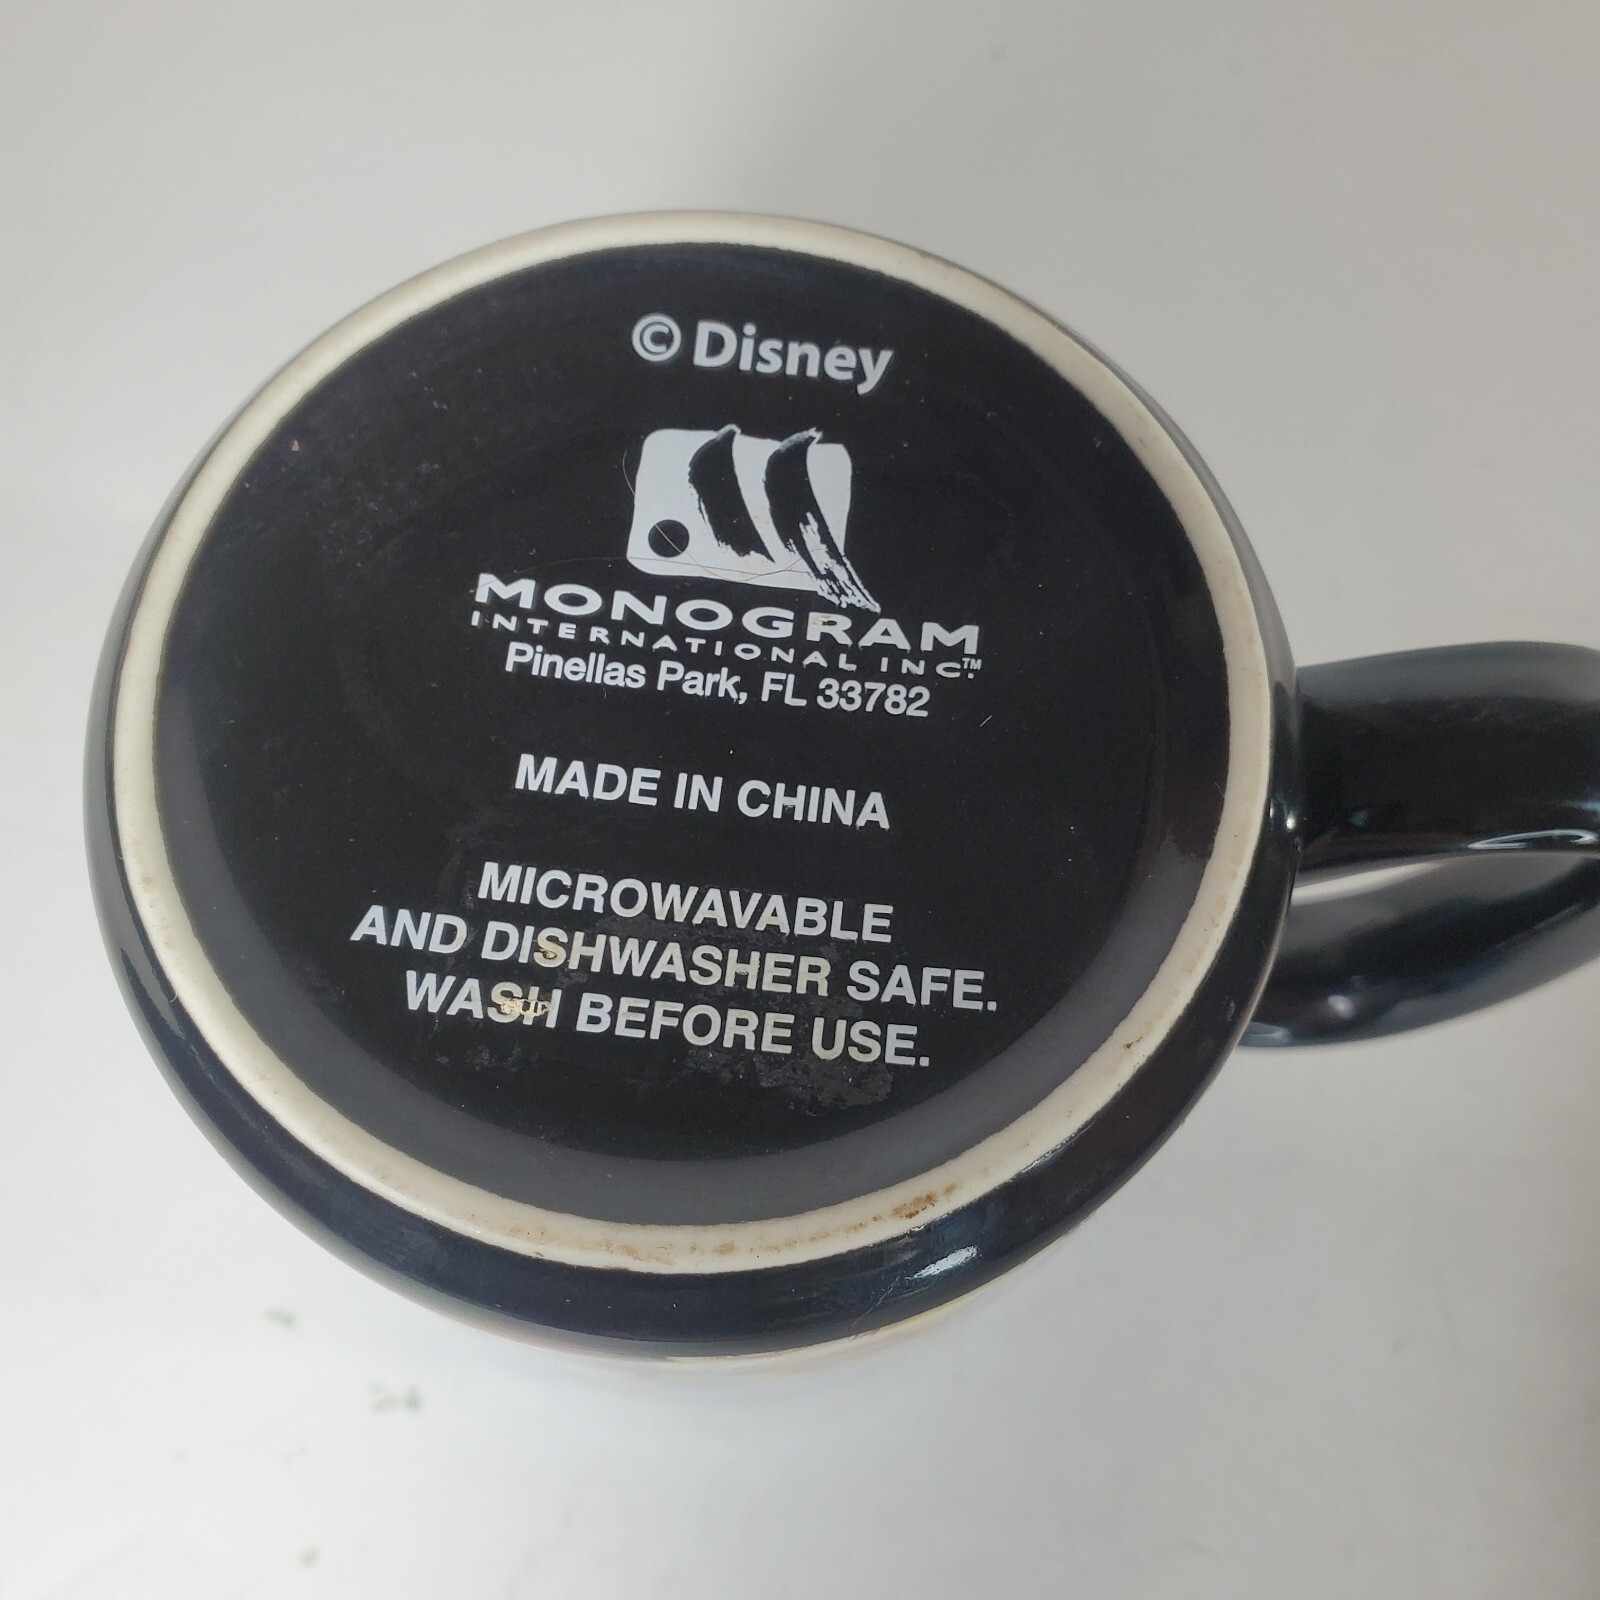 © Disney
MONOGRAM
INTERNATIONAL INC.™
Pinellas Park, FL 33782
MADE IN CHINA
MICROWAVABLE
AND DISHWASHER SAFE.
WASH BEFORE USE.